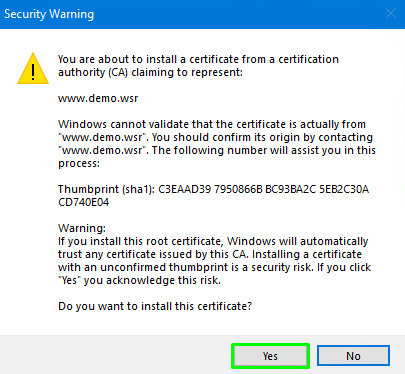 Security Warning
You are about to install a certificate from a certification
authority (CA) claiming to represent:
www.demo.wsr
Windows cannot validate that the certificate is actually from
"www.demo.wsr". You should confirm its origin by contacting
"www.demo.wsr". The following number will assist you in this
process:
Thumbprint (sha1): C3EAAD39 7950866B BC93BA2C 5EB2C30A
CD740E04
Warning:
If you install this root certificate, Windows will automatically
trust any certificate issued by this CA. Installing a certificate
with an unconfirmed thumbprint is a security risk. If you click
"Yes" you acknowledge this risk.
Do you want to install this certificate?
Yes
No